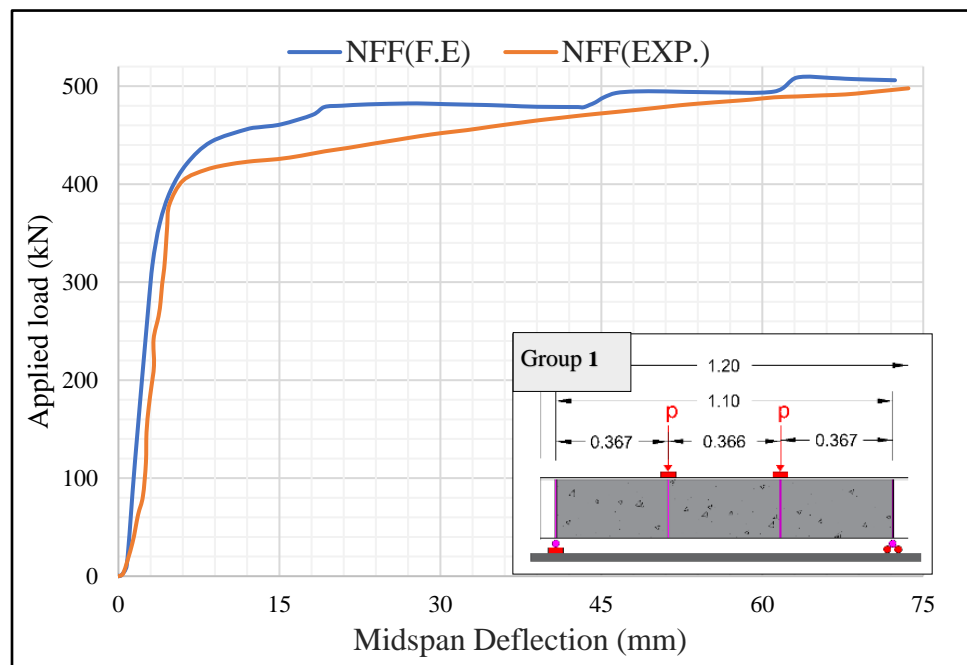 NFF(F.E) NFF(EXP.)
500
400
300
200
100
0
Applied load (kN)
0 15 30 45 60 75
Midspan Deflection (mm)
Group 1
1.20
1.10
p p
0.367 0.366 0.367